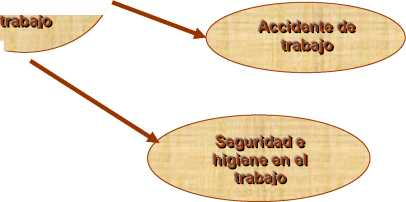 trabajo
Accidente de
trabajo
Seguridad e
higiene en el
trabajo